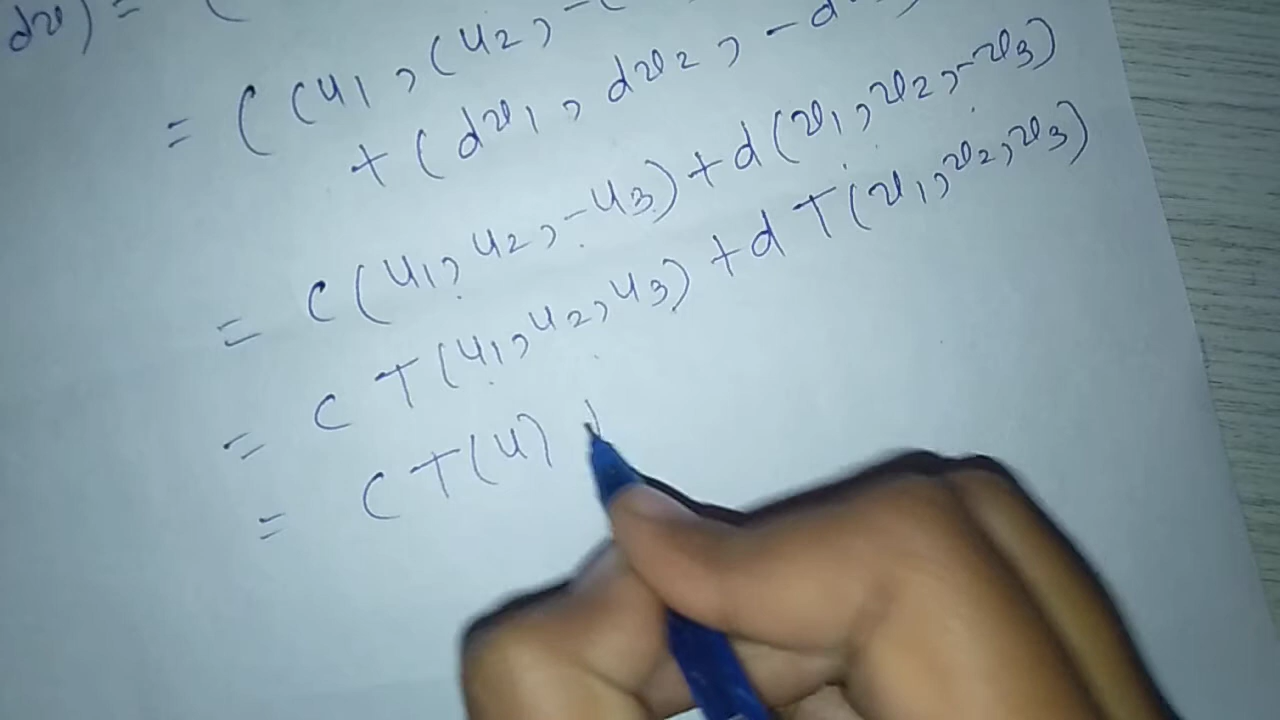 dv) = (
= ( (u1, (u2, -c
+ (dv1, dv2, -d
= c(u1, u2, -u3) + d(v1, v2, -v3)
= c T(u1, u2, u3) + d T(v1, v2, v3)
= c T(u)